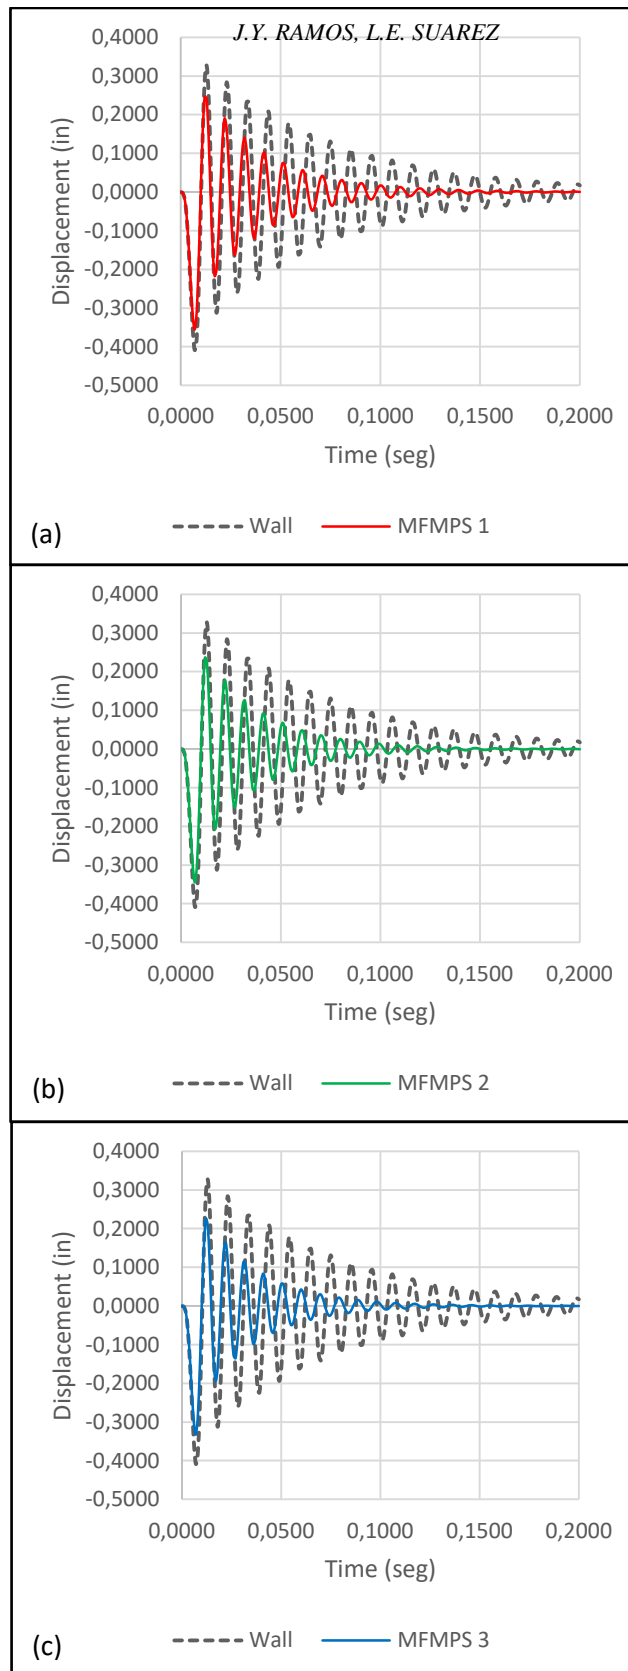 J.Y. RAMOS, L.E. SUAREZ
0,4000
0,3000
0,2000
0,1000
0,0000
-0,1000
-0,2000
-0,3000
-0,4000
-0,5000
Displacement (in)
0,0000 0,0500 0,1000 0,1500 0,2000
Time (seg)
(a)
Wall MFMPS 1
0,4000
0,3000
0,2000
0,1000
0,0000
-0,1000
-0,2000
-0,3000
-0,4000
-0,5000
Displacement (in)
0,0000 0,0500 0,1000 0,1500 0,2000
Time (seg)
(b)
Wall MFMPS 2
0,4000
0,3000
0,2000
0,1000
0,0000
-0,1000
-0,2000
-0,3000
-0,4000
-0,5000
Displacement (in)
0,0000 0,0500 0,1000 0,1500 0,2000
Time (seg)
(c)
Wall MFMPS 3